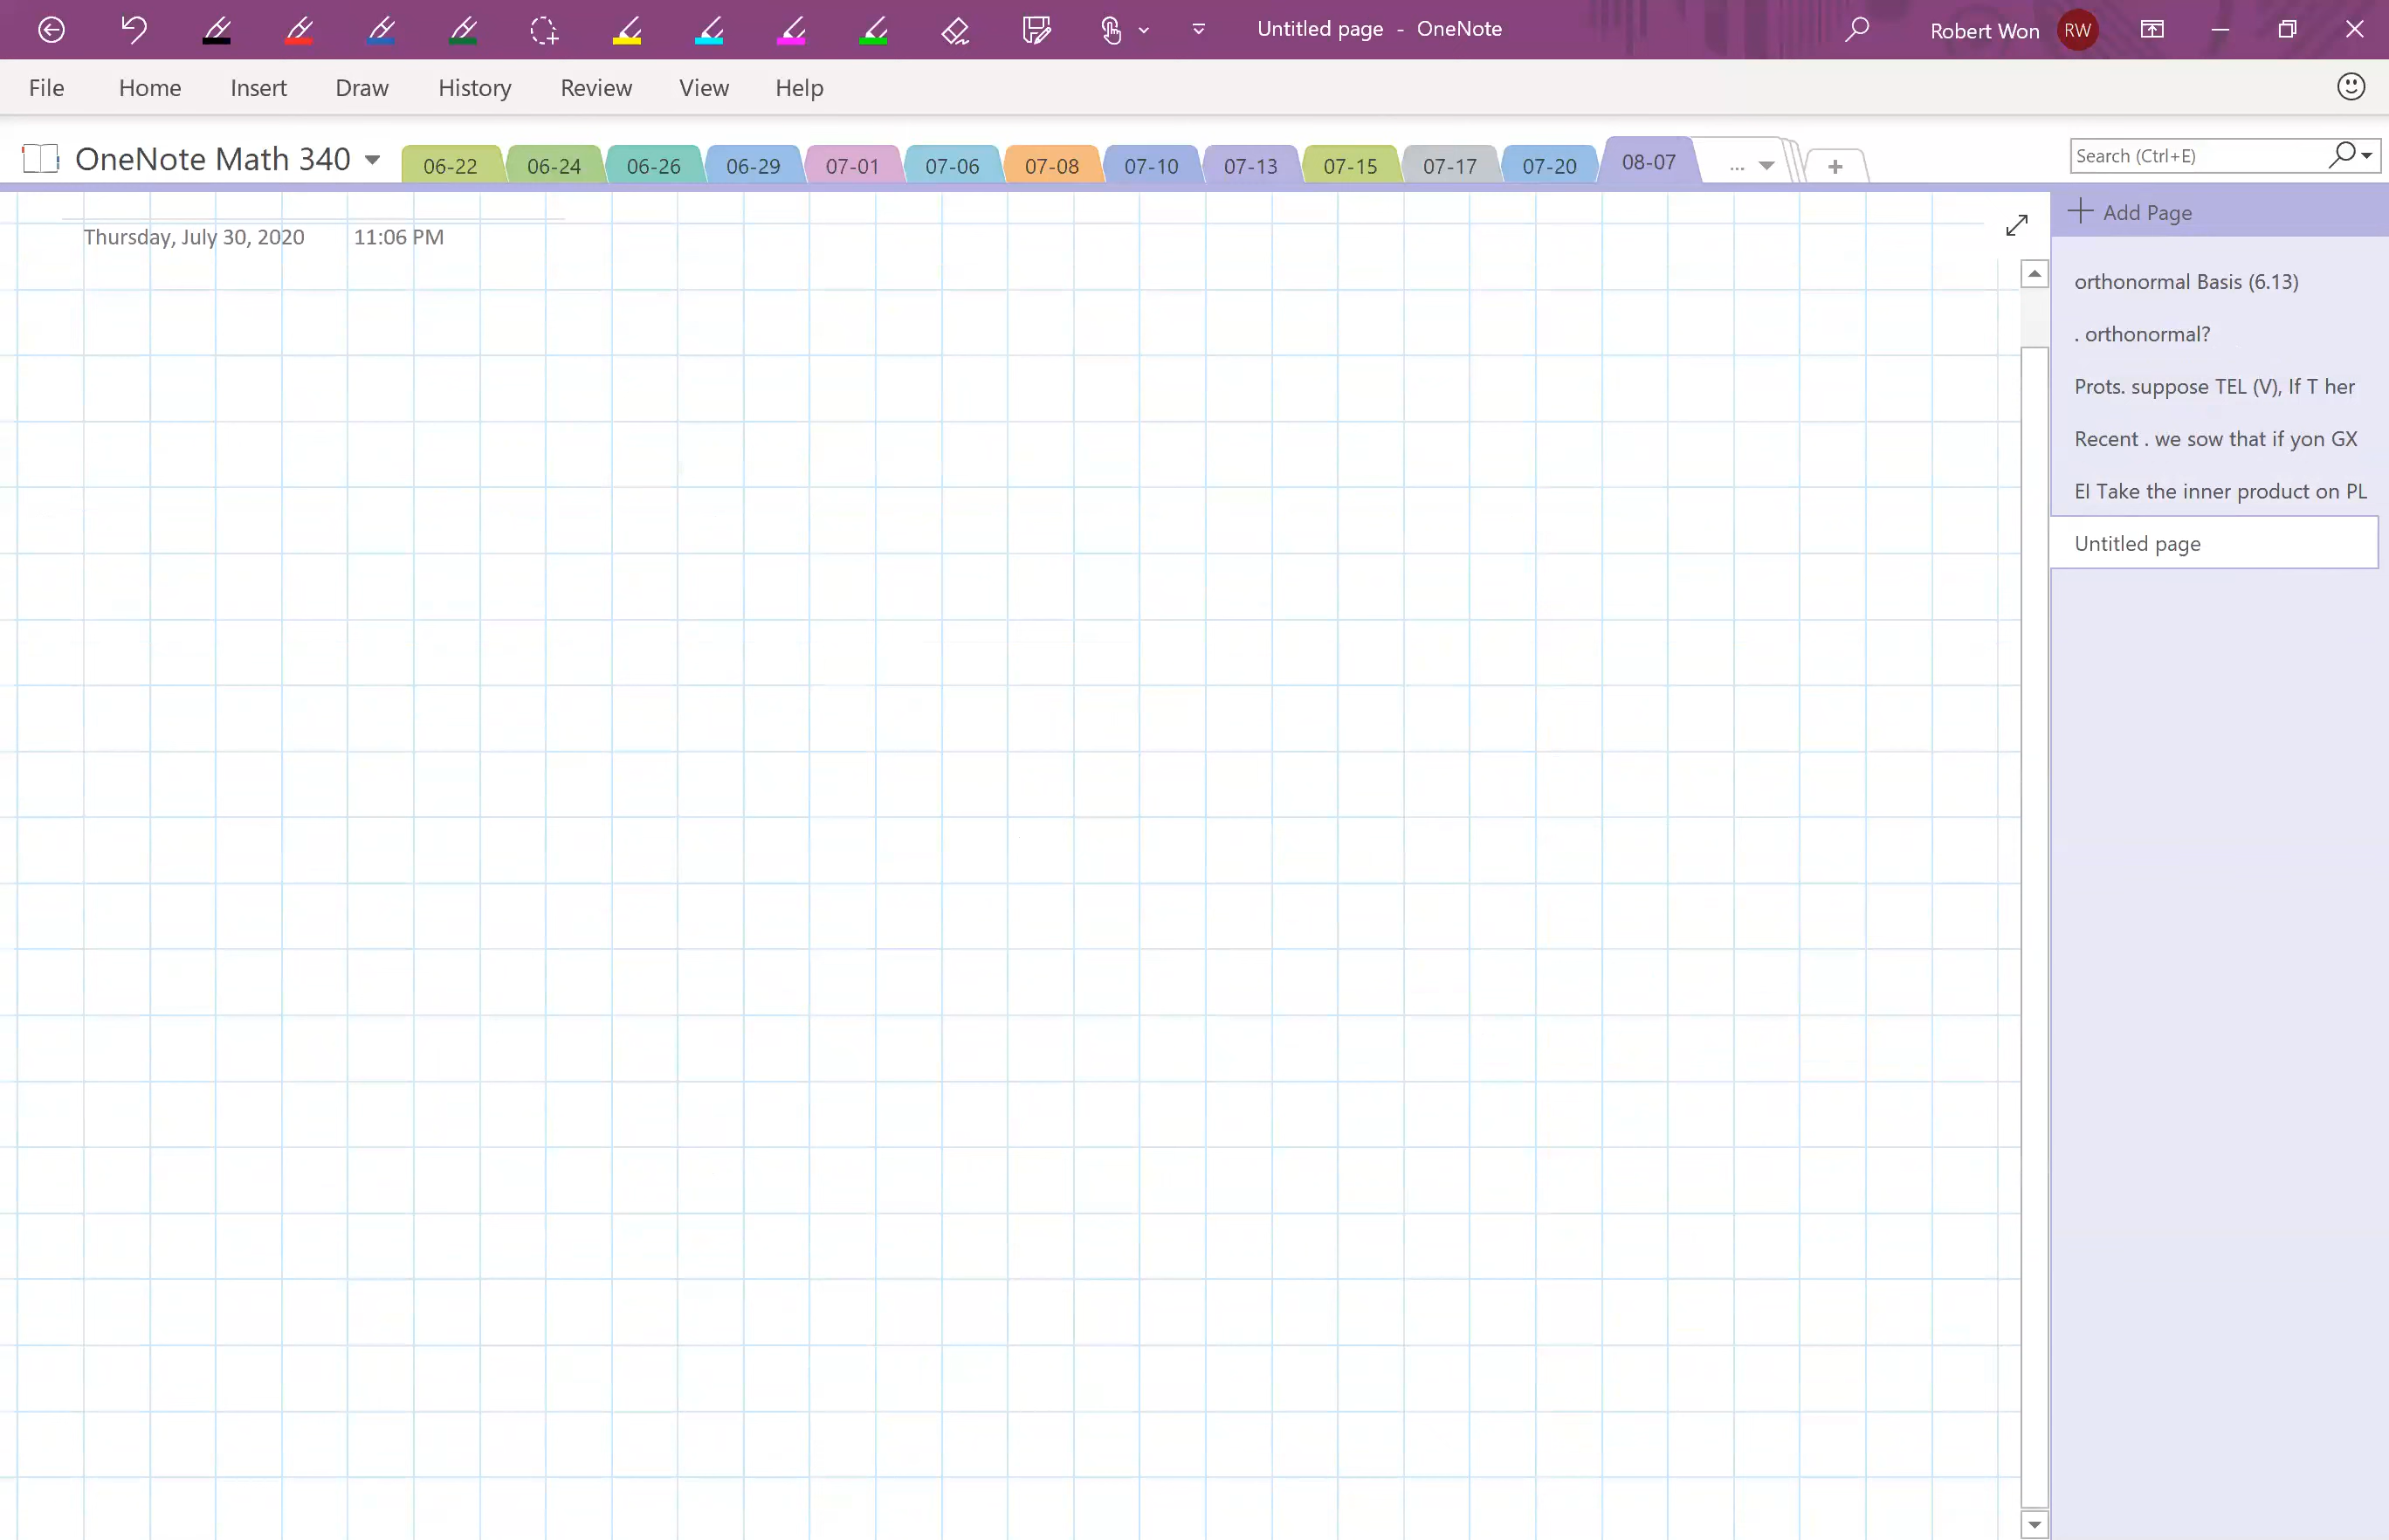 Untitled page - OneNote
Robert Won RW
File Home Insert Draw History Review View Help
OneNote Math 340
06-22 06-24 06-26 06-29 07-01 07-06 07-08 07-10 07-13 07-15 07-17 07-20 08-07 ... +
Search (Ctrl+E)
Thursday, July 30, 2020 11:06 PM
Add Page
orthonormal Basis (6.13)
. orthonormal?
Prots. suppose TEL (V), If T her
Recent . we sow that if yon GX
El Take the inner product on PL
Untitled page